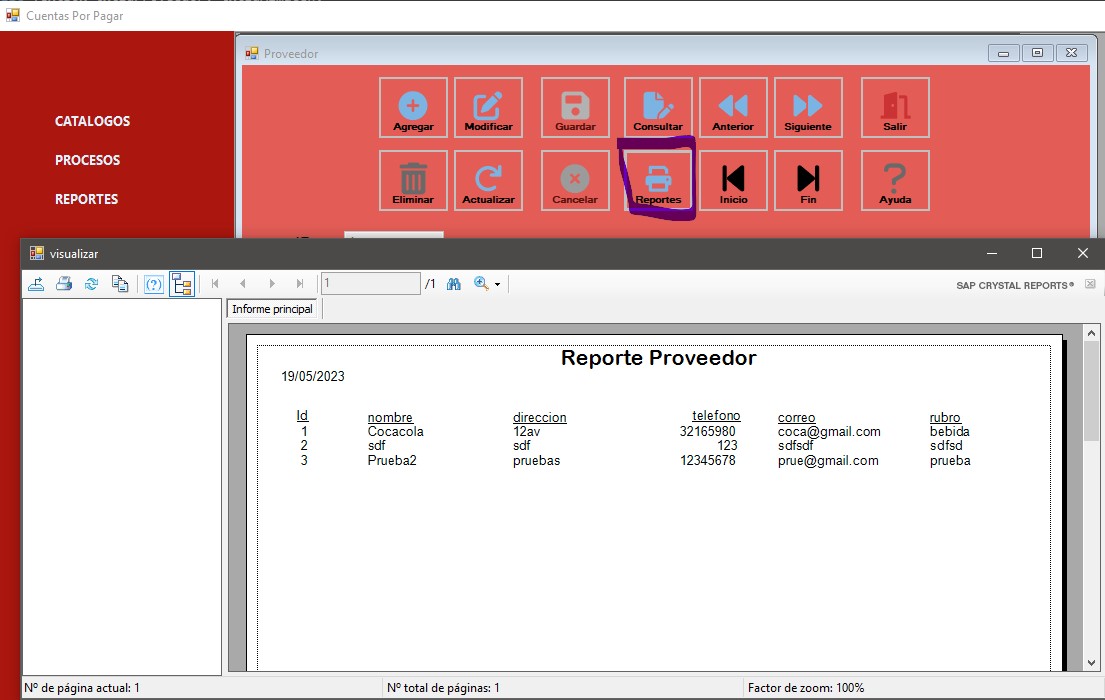 Cuentas Por Pagar
CATALOGOS
PROCESOS
REPORTES
Proveedor
Agregar Modificar Guardar Consultar Anterior Siguiente Salir
Eliminar Actualizar Cancelar Reportes Inicio Fin Ayuda
visualizar
1 /1 SAP CRYSTAL REPORTS®
Informe principal
Reporte Proveedor
19/05/2023
Id nombre direccion telefono correo rubro
1 Cocacola 12av 32165980 coca@gmail.com bebida
2 sdf sdf 123 sdfsdf sdfsd
3 Prueba2 pruebas 12345678 prue@gmail.com prueba
Nº de página actual: 1 Nº total de páginas: 1 Factor de zoom: 100%